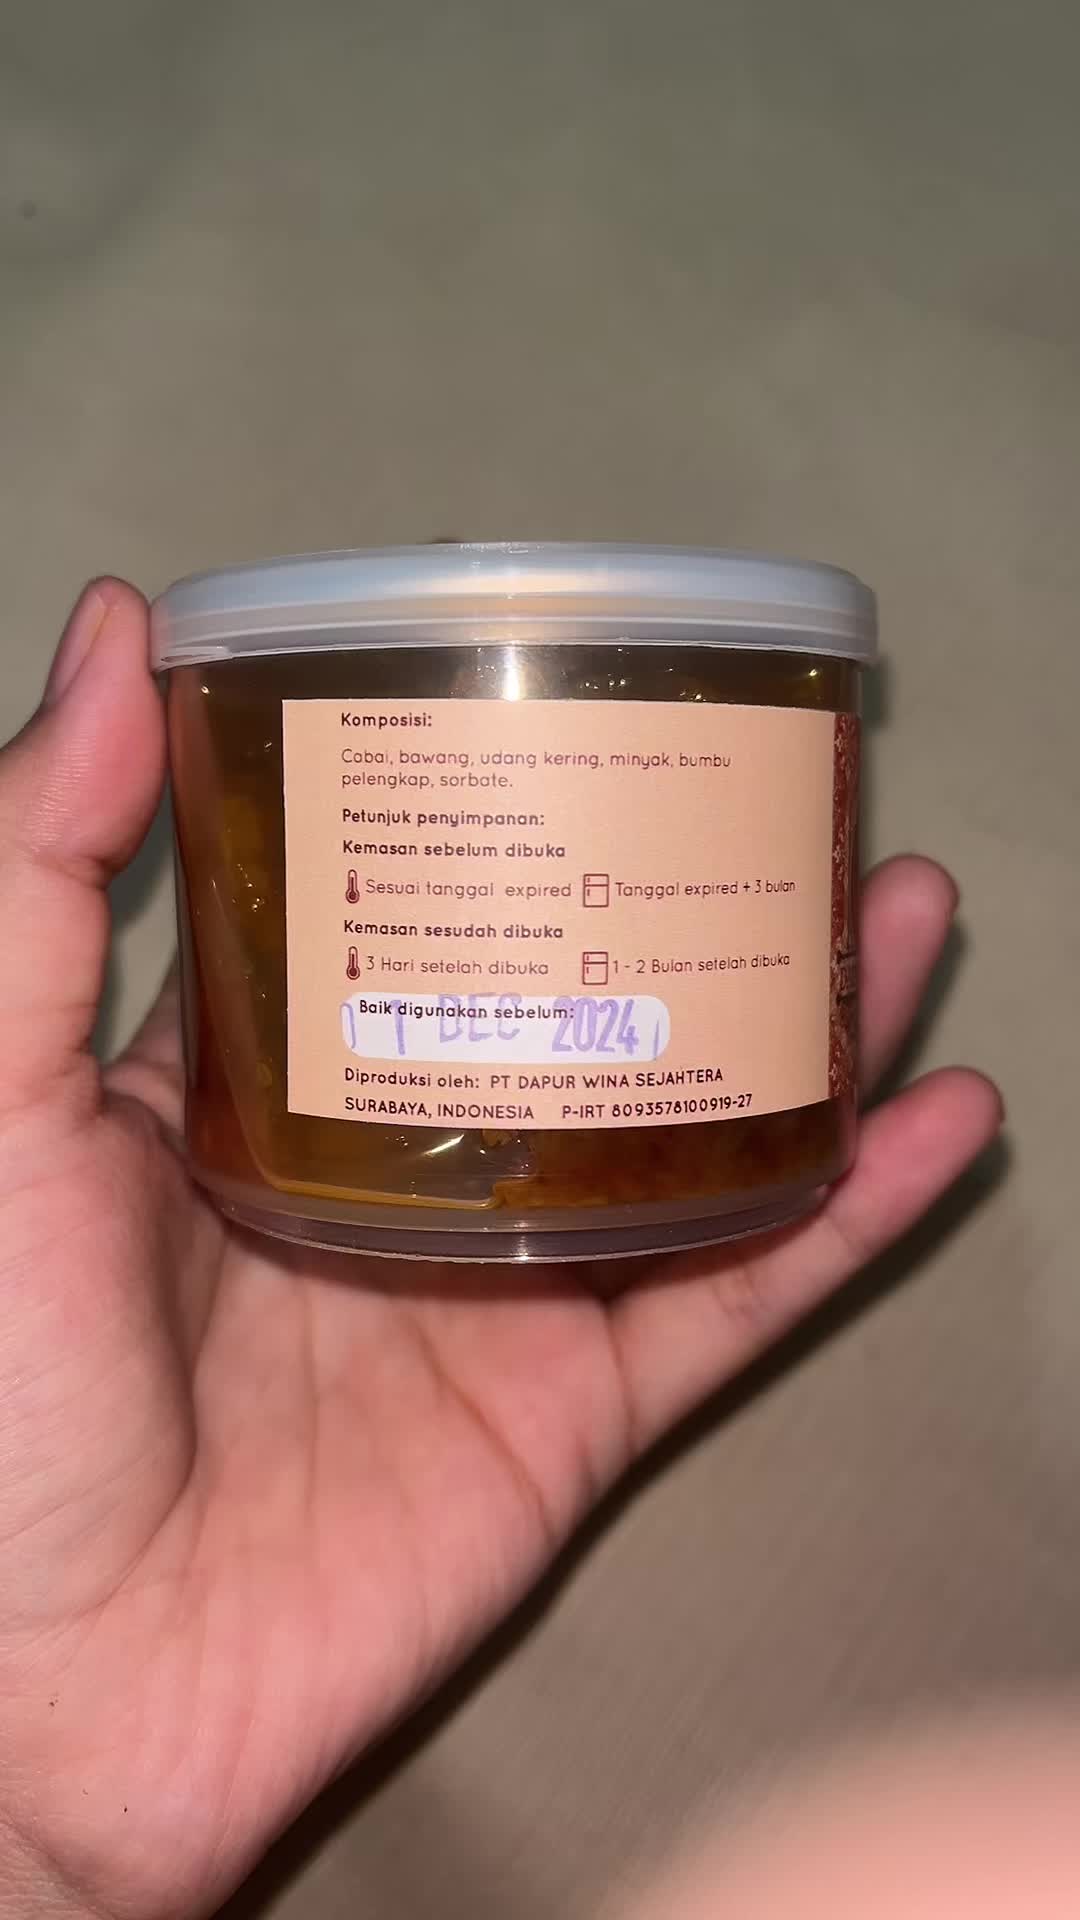 Komposisi:
Cabai, bawang, udang kering, minyak, bumbu
pelengkap, sorbate.
Petunjuk penyimpanan:
Kemasan sebelum dibuka
Sesuai tanggal expired Tanggal expired + 3 bulan
Kemasan sesudah dibuka
3 Hari setelah dibuka 1 - 2 Bulan setelah dibuka
Baik digunakan sebelum:
DEC 2024
Diproduksi oleh: PT DAPUR WINA SEJAHTERA
SURABAYA, INDONESIA P-IRT 8093578100919-27